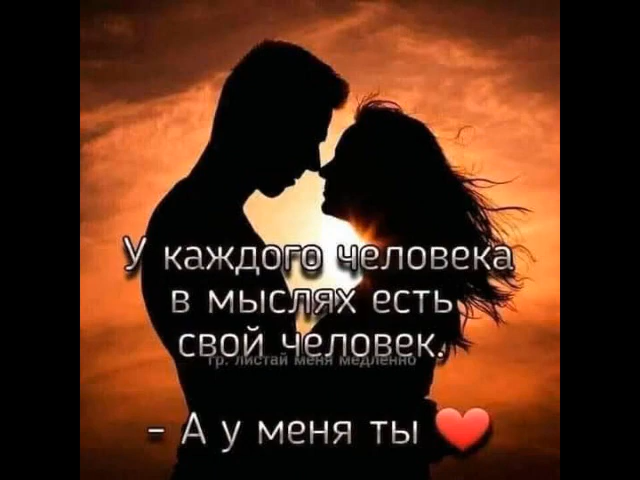 У каждого человека
в мыслях есть
свой человек.
гр. листай меня медленно
- А у меня ты ❤